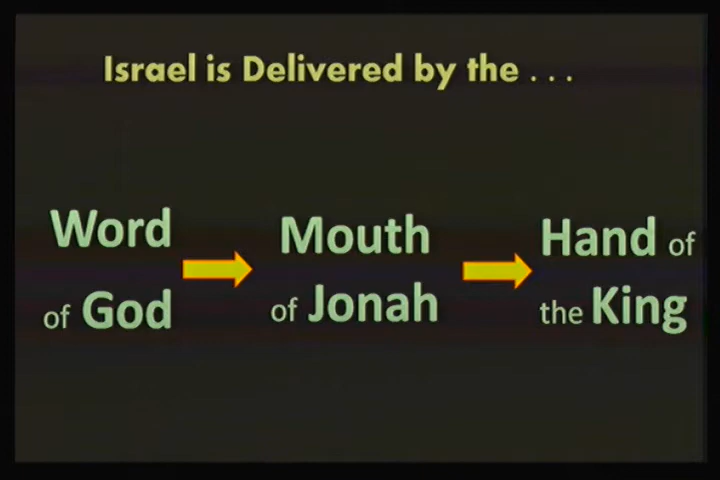 Israel is Delivered by the . . .
Word
of God
Mouth
of Jonah
Hand of
the King